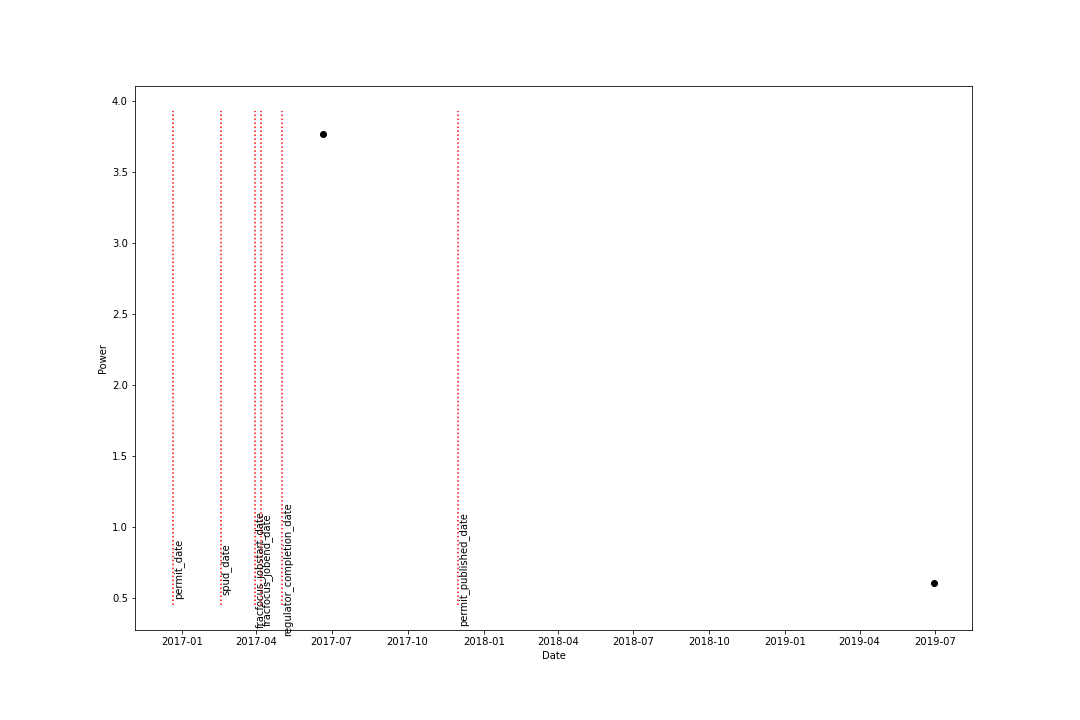 4.0
3.5
3.0
2.5
2.0
1.5
1.0
0.5
Power
permit_date
spud_date
fracfocus_jobstart_date
fracfocus_jobend_date
regulator_completion_date
permit_published_date
2017-01
2017-04
2017-07
2017-10
2018-01
2018-04
2018-07
2018-10
2019-01
2019-04
2019-07
Date